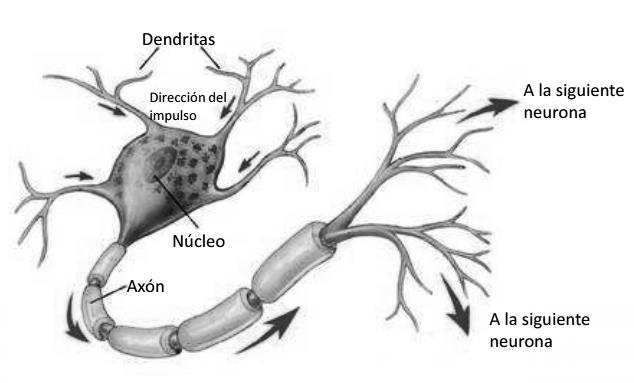 Dendritas
Dirección del
impulso
A la siguiente
neurona
Núcleo
Axón
A la siguiente
neurona